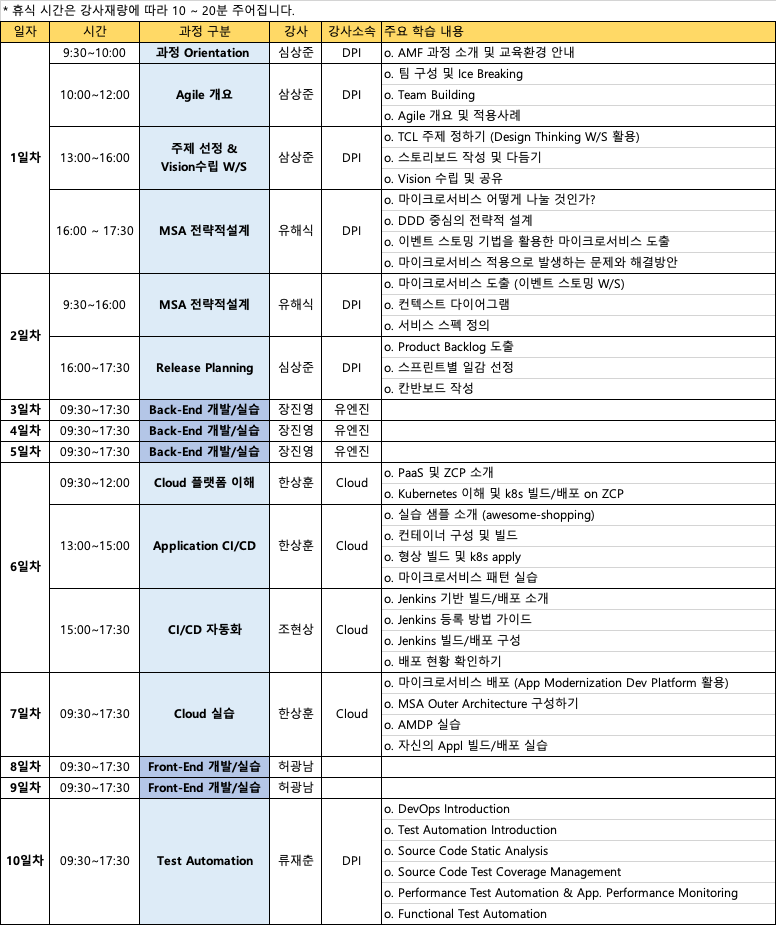 * 휴식 시간은 강사재량에 따라 10 ~ 20분 주어집니다.
일자 시간 과정 구분 강사 강사소속 주요 학습 내용
1일차
9:30~10:00 과정 Orientation 심상준 DPI o. AMF 과정 소개 및 교육환경 안내
10:00~12:00 Agile 개요 삼상준 DPI
o. 팀 구성 및 Ice Breaking
o. Team Building
o. Agile 개요 및 적용사례
13:00~16:00 주제 선정 &
Vision수립 W/S
삼상준 DPI
o. TCL 주제 정하기 (Design Thinking W/S 활용)
o. 스토리보드 작성 및 다듬기
o. Vision 수립 및 공유
16:00 ~ 17:30 MSA 전략적설계 유해식 DPI
o. 마이크로서비스 어떻게 나눌 것인가?
o. DDD 중심의 전략적 설계
o. 이벤트 스토밍 기법을 활용한 마이크로서비스 도출
o. 마이크로서비스 적용으로 발생하는 문제와 해결방안
2일차
9:30~16:00 MSA 전략적설계 유해식 DPI
o. 마이크로서비스 도출 (이벤트 스토밍 W/S)
o. 컨텍스트 다이어그램
o. 서비스 스펙 정의
16:00~17:30 Release Planning 심상준 DPI
o. Product Backlog 도출
o. 스프린트별 일감 선정
o. 칸반보드 작성
3일차 09:30~17:30 Back-End 개발/실습 장진영 유엔진
4일차 09:30~17:30 Back-End 개발/실습 장진영 유엔진
5일차 09:30~17:30 Back-End 개발/실습 장진영 유엔진
6일차
09:30~12:00 Cloud 플랫폼 이해 한상훈 Cloud
o. PaaS 및 ZCP 소개
o. Kubernetes 이해 및 k8s 빌드/배포 on ZCP
13:00~15:00 Application CI/CD 한상훈 Cloud
o. 실습 샘플 소개 (awesome-shopping)
o. 컨테이너 구성 및 빌드
o. 형상 빌드 및 k8s apply
o. 마이크로서비스 패턴 실습
15:00~17:30 CI/CD 자동화 조현상 Cloud
o. Jenkins 기반 빌드/배포 소개
o. Jenkins 등록 방법 가이드
o. Jenkins 빌드/배포 구성
o. 배포 현황 확인하기
7일차 09:30~17:30 Cloud 실습 한상훈 Cloud
o. 마이크로서비스 배포 (App Modernization Dev Platform 활용)
o. MSA Outer Architecture 구성하기
o. AMDP 실습
o. 자신의 Appl 빌드/배포 실습
8일차 09:30~17:30 Front-End 개발/실습 허광남
9일차 09:30~17:30 Front-End 개발/실습 허광남
10일차 09:30~17:30 Test Automation 류재춘 DPI
o. DevOps Introduction
o. Test Automation Introduction
o. Source Code Static Analysis
o. Source Code Test Coverage Management
o. Performance Test Automation & App. Performance Monitoring
o. Functional Test Automation